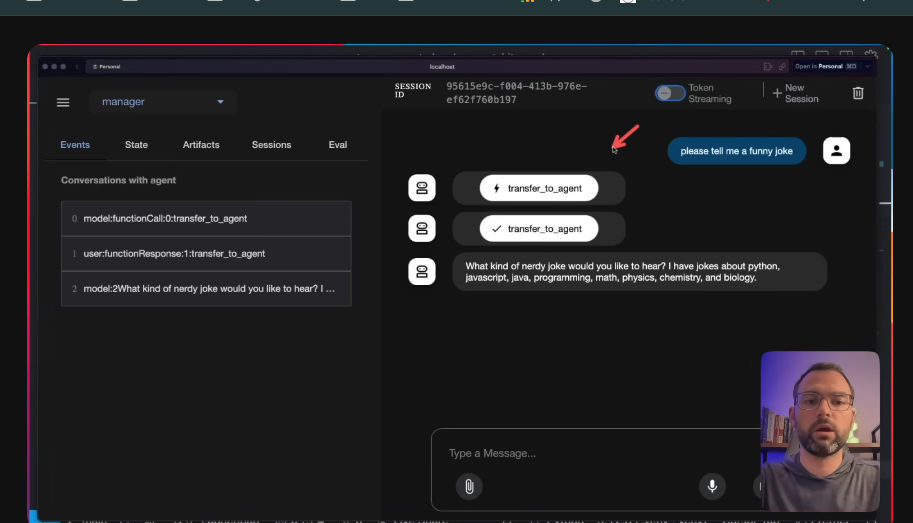 Personal
localhost
Open in Personal
manager
SESSION ID
95615e9c-f004-413b-976e-
ef62f760b197
Token
Streaming
New
Session
Events
State
Artifacts
Sessions
Eval
please tell me a funny joke
Conversations with agent
transfer_to_agent
0 model:functionCall:0:transfer_to_agent
transfer_to_agent
1 user:functionResponse:1:transfer_to_agent
What kind of nerdy joke would you like to hear? I have jokes about python,
javascript, java, programming, math, physics, chemistry, and biology.
2 model:2What kind of nerdy joke would you like to hear? I ...
Type a Message...